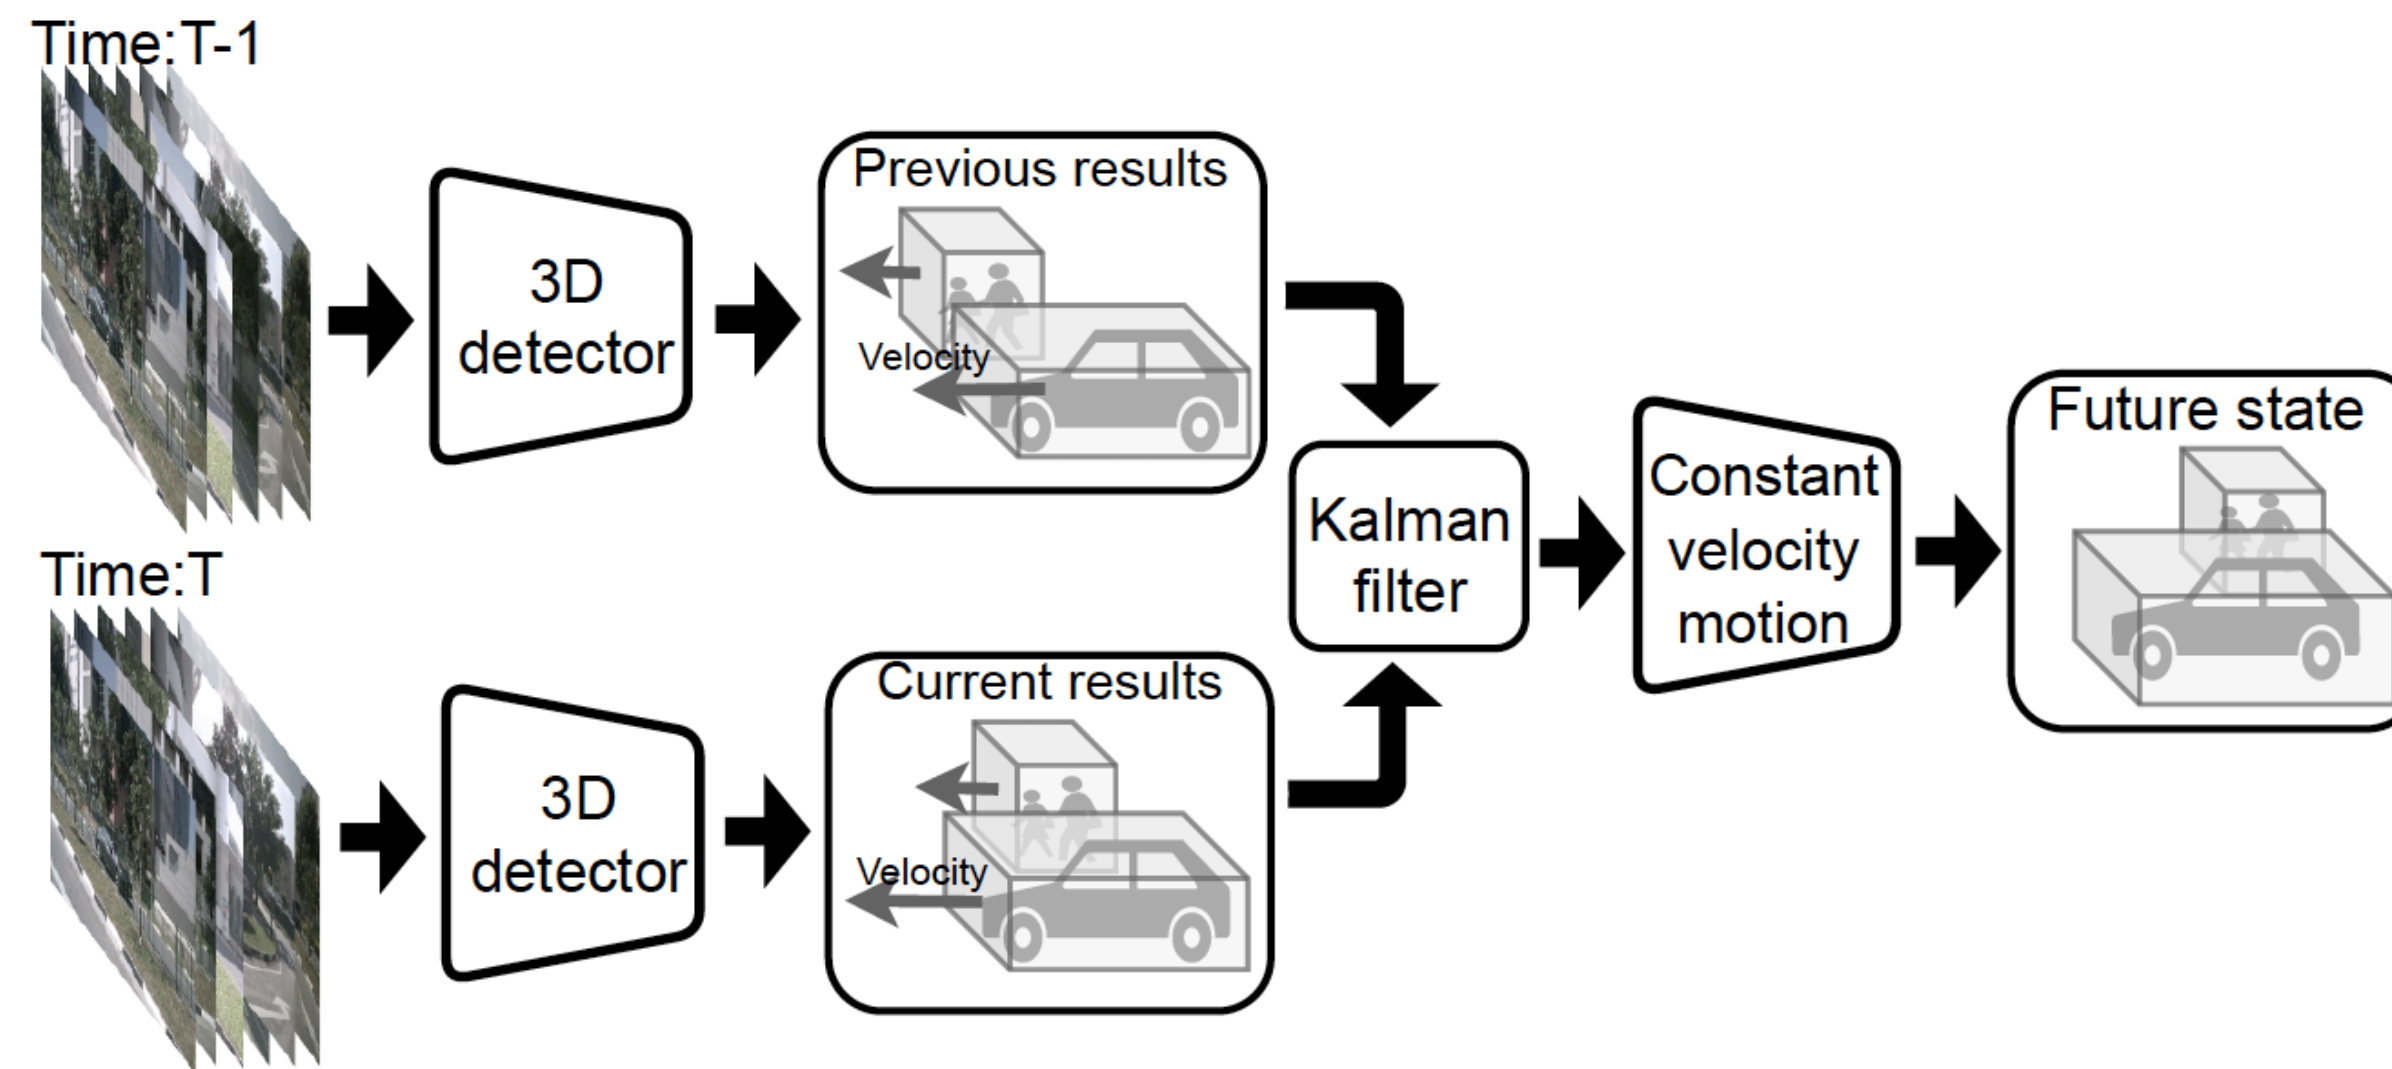 Time:T-1
3D
detector
Previous results
Velocity
Time:T
3D
detector
Current results
Velocity
Kalman
filter
Constant
velocity
motion
Future state